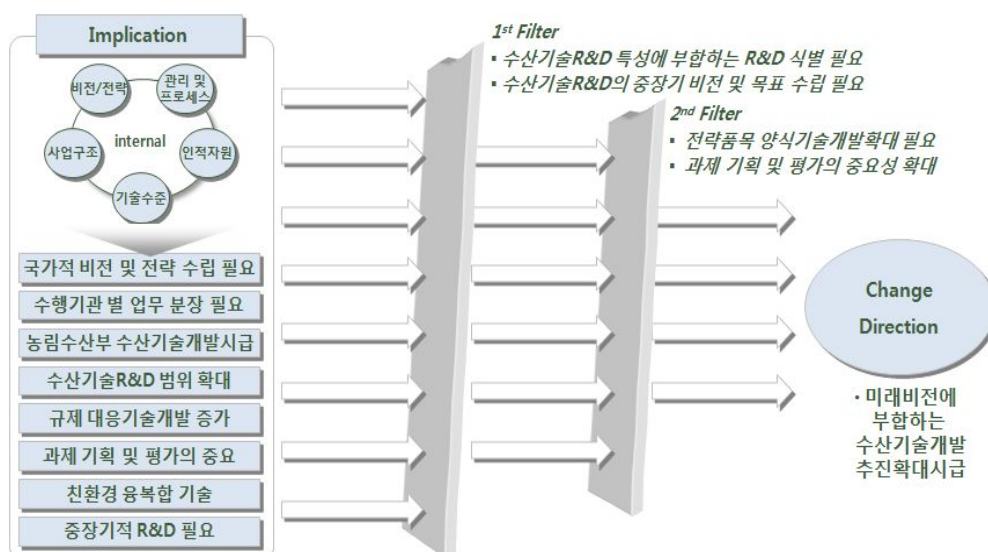 Implication
비전/전략
관리 및
프로세스
internal
사업구조
인적자원
기술수준
국가적 비전 및 전략 수립 필요
수행기관 별 업무 분장 필요
농림수산부 수산기술개발시급
수산기술R&D 범위 확대
규제 대응기술개발 증가
과제 기획 및 평가의 중요
친환경 융복합 기술
중장기적 R&D 필요
1st Filter
▪ 수산기술R&D 특성에 부합하는 R&D 식별 필요
▪ 수산기술R&D의 중장기 비전 및 목표 수립 필요
2nd Filter
▪ 전략품목 양식기술개발확대 필요
▪ 과제 기획 및 평가의 중요성 확대
Change
Direction
· 미래비전에
부합하는
수산기술개발
추진확대시급